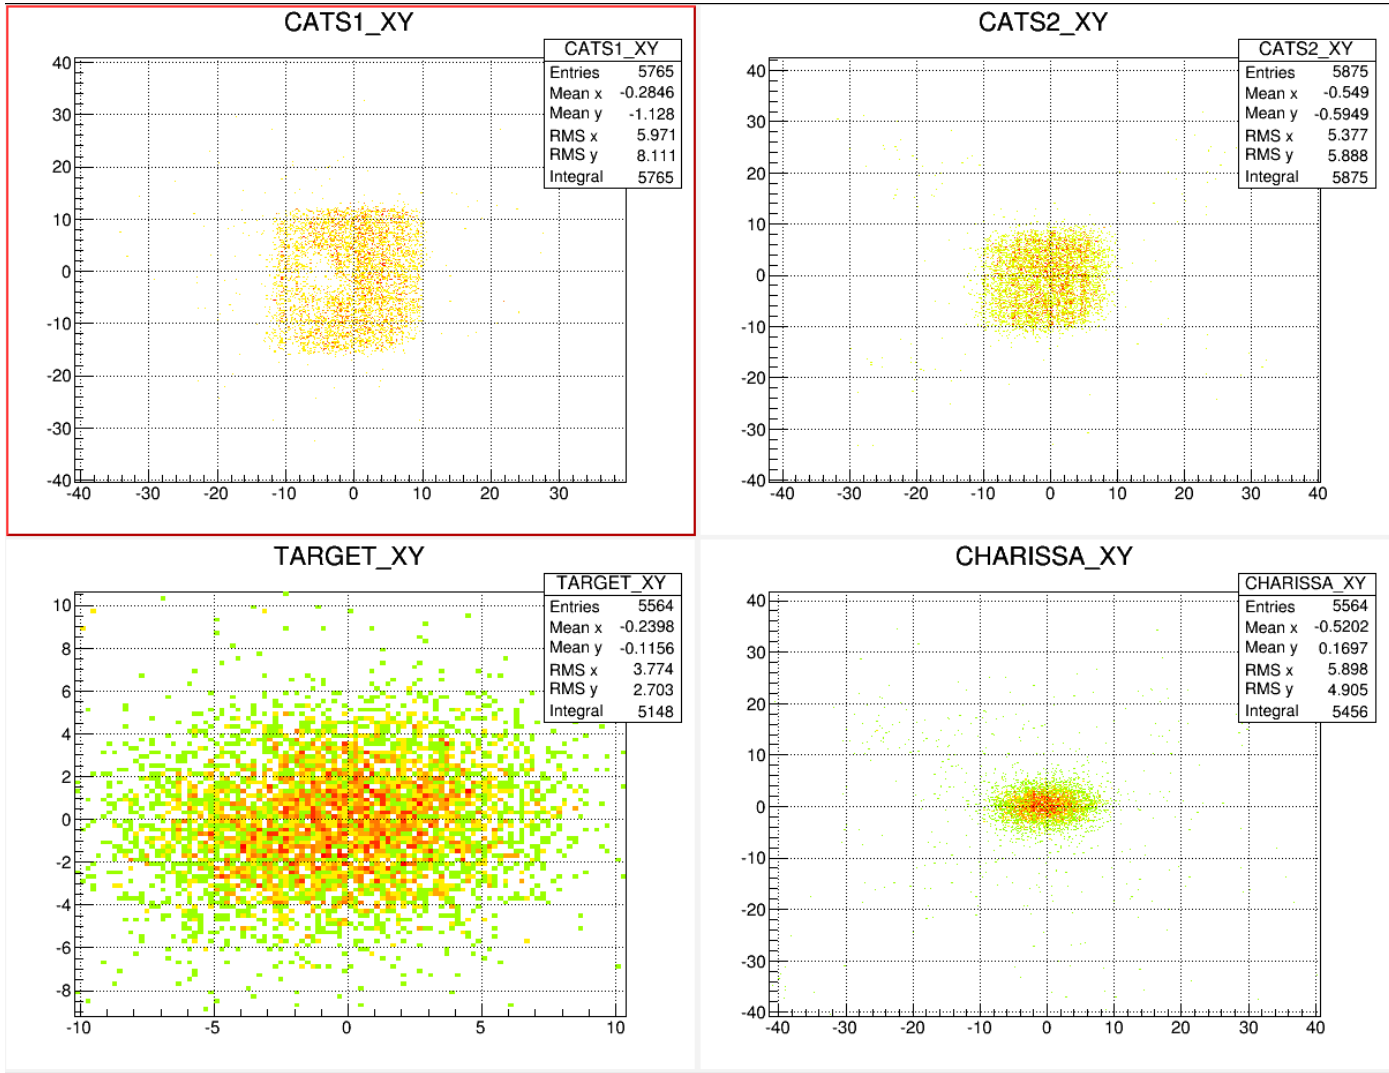 CATS1_XY
CATS1_XY
Entries 5765
Mean x -0.2846
Mean y -1.128
RMS x 5.971
RMS y 8.111
Integral 5765
40
30
20
10
0
-10
-20
-30
-40
-40 -30 -20 -10 0 10 20 30
CATS2_XY
CATS2_XY
Entries 5875
Mean x -0.549
Mean y -0.5949
RMS x 5.377
RMS y 5.888
Integral 5875
40
30
20
10
0
-10
-20
-30
-40
-40 -30 -20 -10 0 10 20 30 40
TARGET_XY
TARGET_XY
Entries 5564
Mean x -0.2398
Mean y -0.1156
RMS x 3.774
RMS y 2.703
Integral 5148
10
8
6
4
2
0
-2
-4
-6
-8
-10 -5 0 5 10
CHARISSA_XY
CHARISSA_XY
Entries 5564
Mean x -0.5202
Mean y 0.1697
RMS x 5.898
RMS y 4.905
Integral 5456
40
30
20
10
0
-10
-20
-30
-40
-40 -30 -20 -10 0 10 20 30 40